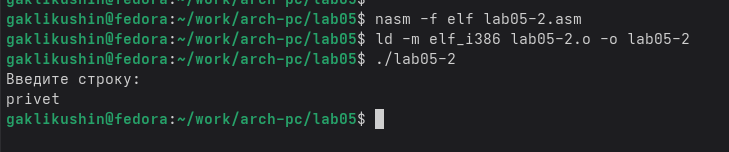 gaklikushin@fedora:~/work/arch-pc/lab05$ nasm -f elf lab05-2.asm
gaklikushin@fedora:~/work/arch-pc/lab05$ ld -m elf_i386 lab05-2.o -o lab05-2
gaklikushin@fedora:~/work/arch-pc/lab05$ ./lab05-2
Введите строку:
privet
gaklikushin@fedora:~/work/arch-pc/lab05$